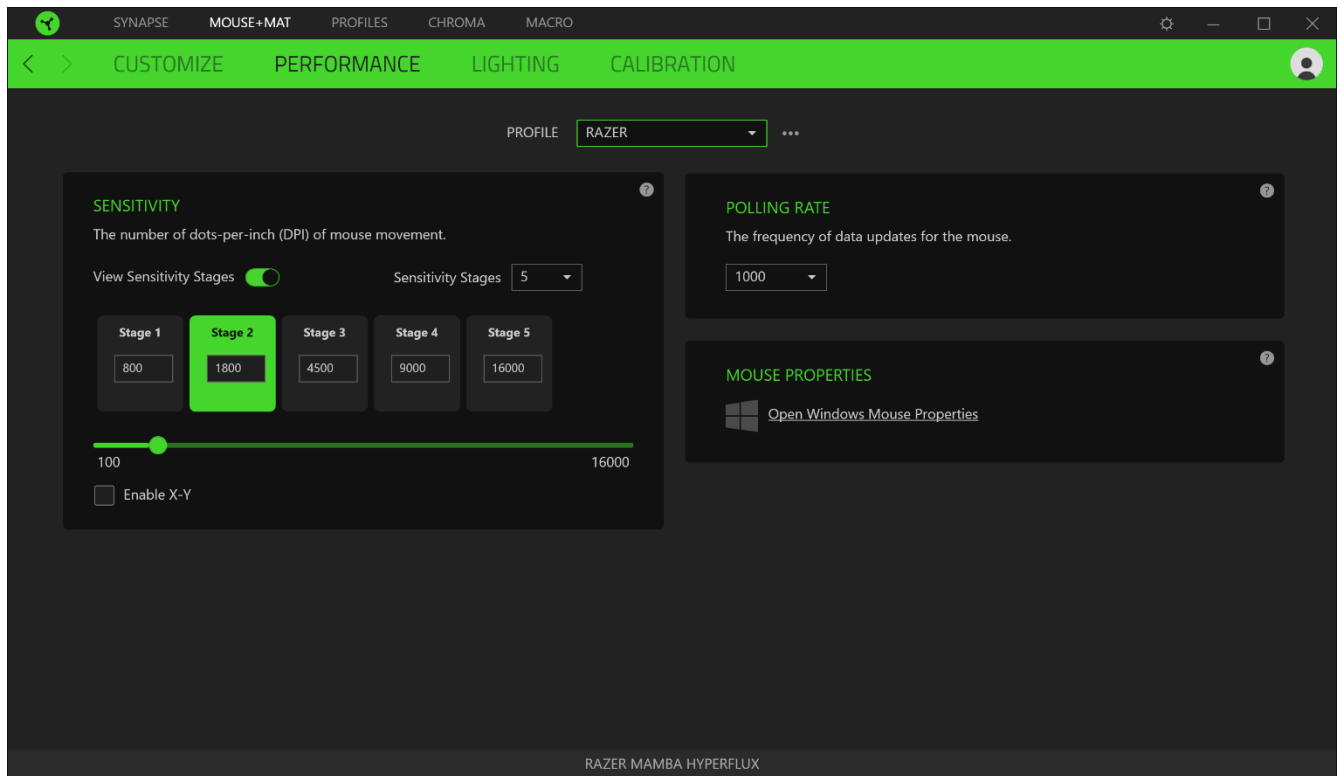 SYNAPSE MOUSE+MAT PROFILES CHROMA MACRO
CUSTOMIZE PERFORMANCE LIGHTING CALIBRATION
PROFILE RAZER
SENSITIVITY
The number of dots-per-inch (DPI) of mouse movement.
View Sensitivity Stages Sensitivity Stages 5
Stage 1 Stage 2 Stage 3 Stage 4 Stage 5
800 1800 4500 9000 16000
100 16000
Enable X-Y
POLLING RATE
The frequency of data updates for the mouse.
1000
MOUSE PROPERTIES
Open Windows Mouse Properties
RAZER MAMBA HYPERFLUX